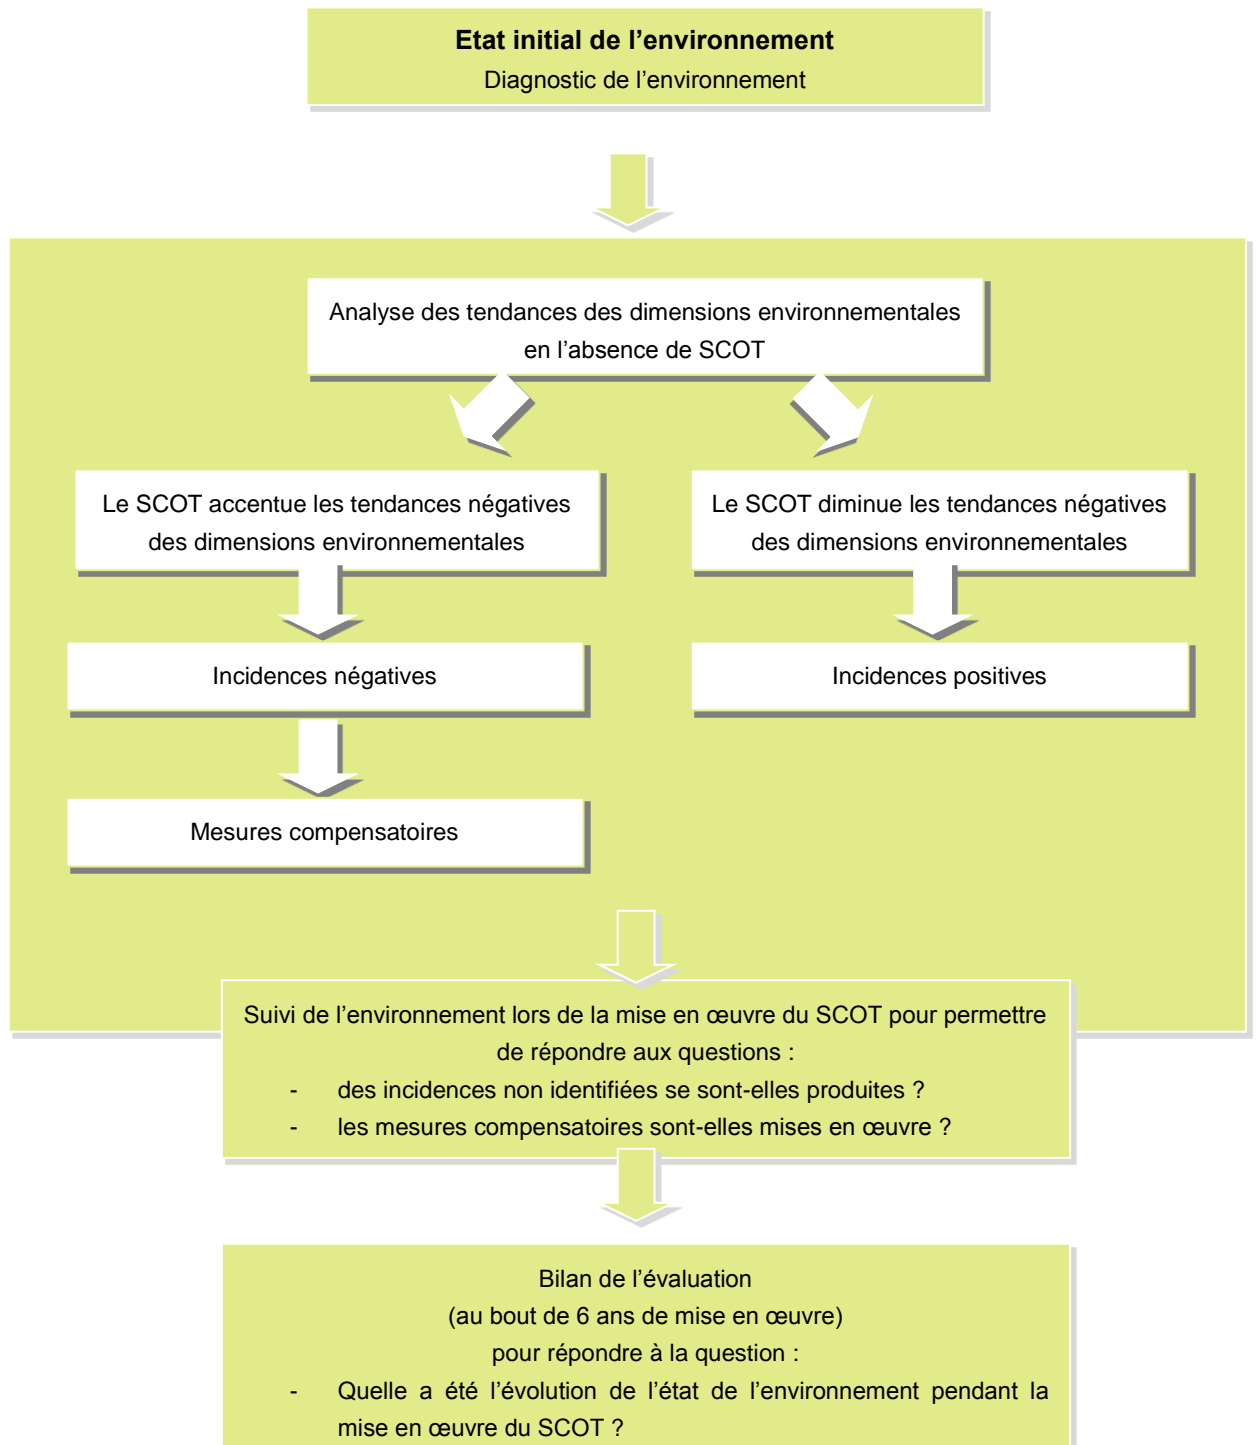 Etat initial de l’environnement
Diagnostic de l’environnement
Analyse des tendances des dimensions environnementales
en l’absence de SCOT
Le SCOT accentue les tendances négatives
des dimensions environnementales
Le SCOT diminue les tendances négatives
des dimensions environnementales
Incidences négatives
Incidences positives
Mesures compensatoires
Suivi de l’environnement lors de la mise en œuvre du SCOT pour permettre
de répondre aux questions :
- des incidences non identifiées se sont-elles produites ?
- les mesures compensatoires sont-elles mises en œuvre ?
Bilan de l’évaluation
(au bout de 6 ans de mise en œuvre)
pour répondre à la question :
- Quelle a été l’évolution de l’état de l’environnement pendant la
mise en œuvre du SCOT ?